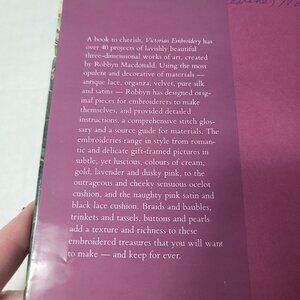 A book to cherish, Victorian Embroidery has
over 40 projects of lavishly beautiful
three-dimensional works of art, created
by Robbyn Macdonald. Using the most
opulent and decorative of materials –
antique lace, organza, velvet, pure silk
and satin – Robbyn has designed orig-
inal pieces for embroiderers to make
themselves, and provided detailed
instructions, a comprehensive stitch glos-
sary and a source guide for materials. The
embroideries range in style from roman-
tic and delicate gilt-framed pictures in
subtle, yet luscious, colours of cream,
gold, lavender and dusky pink, to the
outrageous and cheeky sensuous ocelot
cushion, and the naughty pink satin and
black lace cushion. Braids and baubles,
trinkets and tassels, buttons and pearls
add a texture and richness to these
embroidered treasures that you will want
to make — and keep for ever.